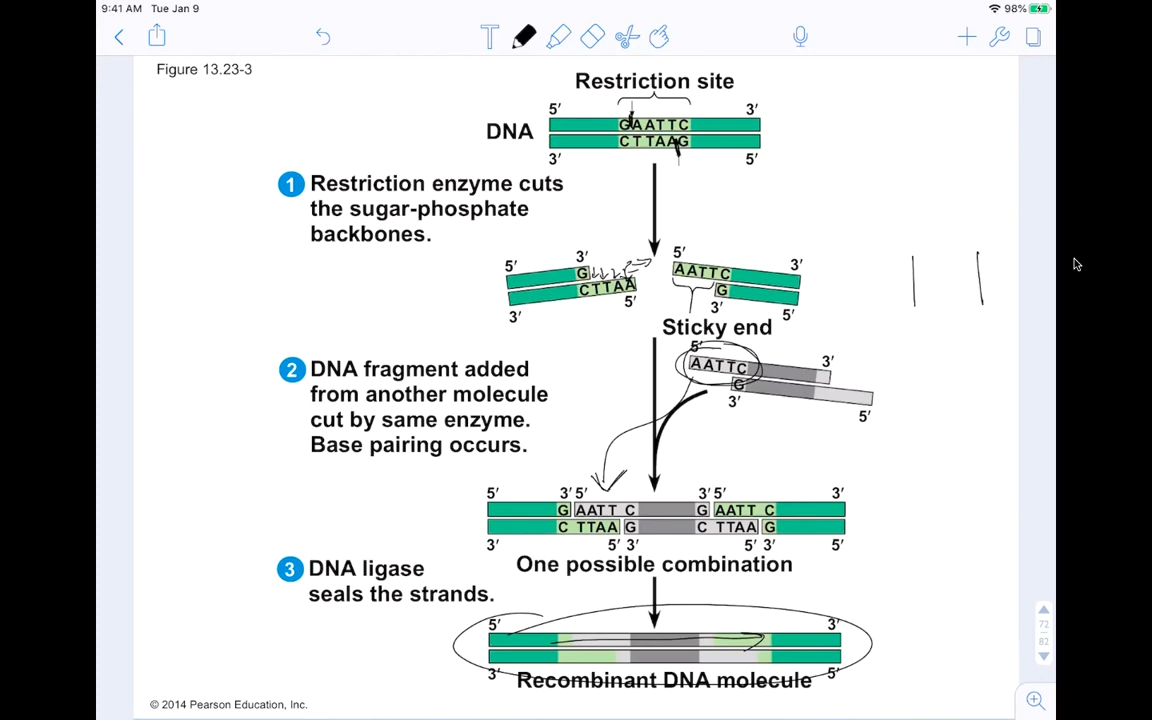 9:41 AM Tue Jan 9
98%
Figure 13.23-3
Restriction site
5′ 3′
DNA
GAATTC
CTTAAG
3′ 5′
1 Restriction enzyme cuts
the sugar-phosphate
backbones.
5′ 3′ 5′ 3′
G AATTC
CTTAA G
3′ 5′ 3′ 5′
Sticky end
2 DNA fragment added
from another molecule
cut by same enzyme.
Base pairing occurs.
5′ 3′
AATTC
G
3′ 5′
5′ 3′ 5′ 3′ 5′ 3′
G AATT C G AATT C
C TTAA G C TTAA G
3′ 5′ 3′ 5′ 3′ 5′
One possible combination
3 DNA ligase
seals the strands.
5′ 3′
3′ 5′
Recombinant DNA molecule
72
82
© 2014 Pearson Education, Inc.